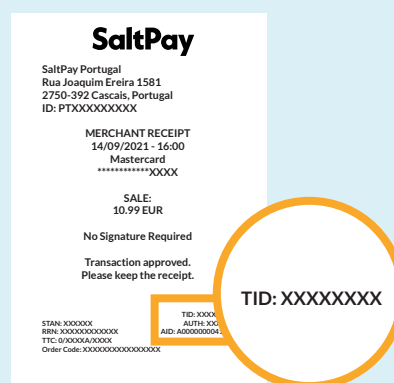 SaltPay
SaltPay Portugal
Rua Joaquim Ereira 1581
2750-392 Cascais, Portugal
ID: PTXXXXXXXXX
MERCHANT RECEIPT
14/09/2021 - 16:00
Mastercard
************XXXX
SALE:
10.99 EUR
No Signature Required
Transaction approved.
Please keep the receipt.
TID: XXXX
STAN: XXXXXX AUTH: XX
RRN: XXXXXXXXXXXX AID: A000000004
TTC: 0/XXXXA/XXXX
Order Code: XXXXXXXXXXXXXXXX
TID: XXXXXXXX